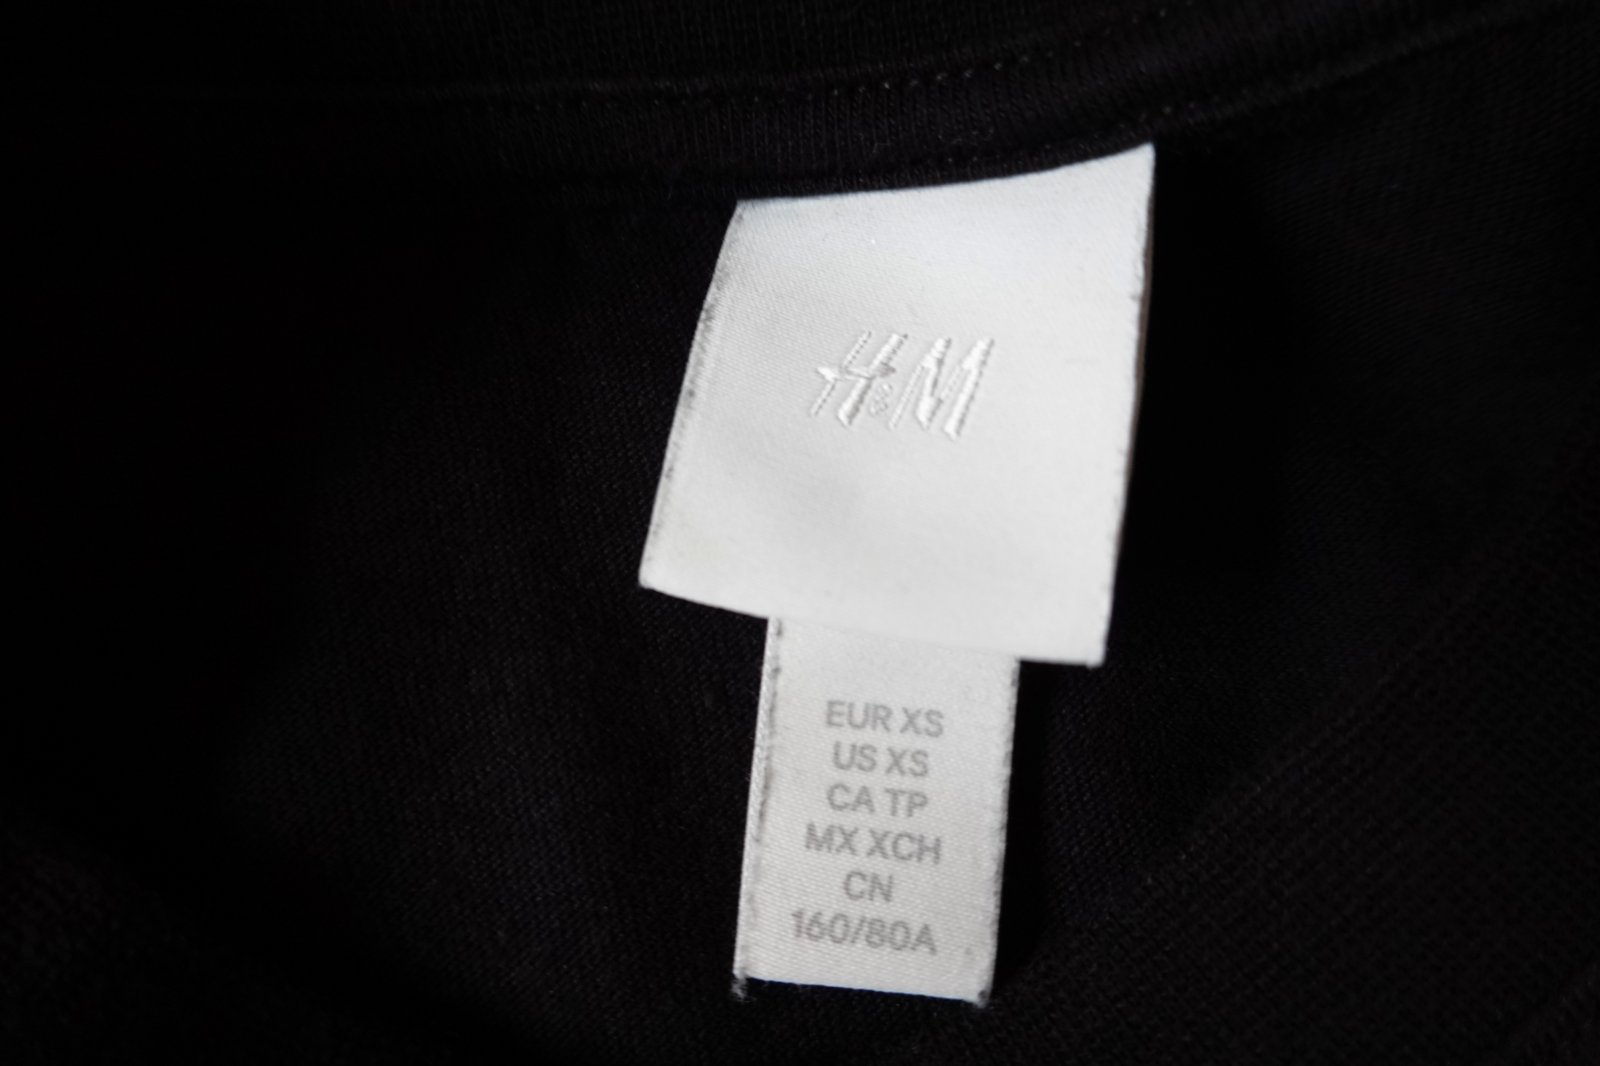 H&M
EUR XS
US XS
CA TP
MX XCH
CN
160/80A